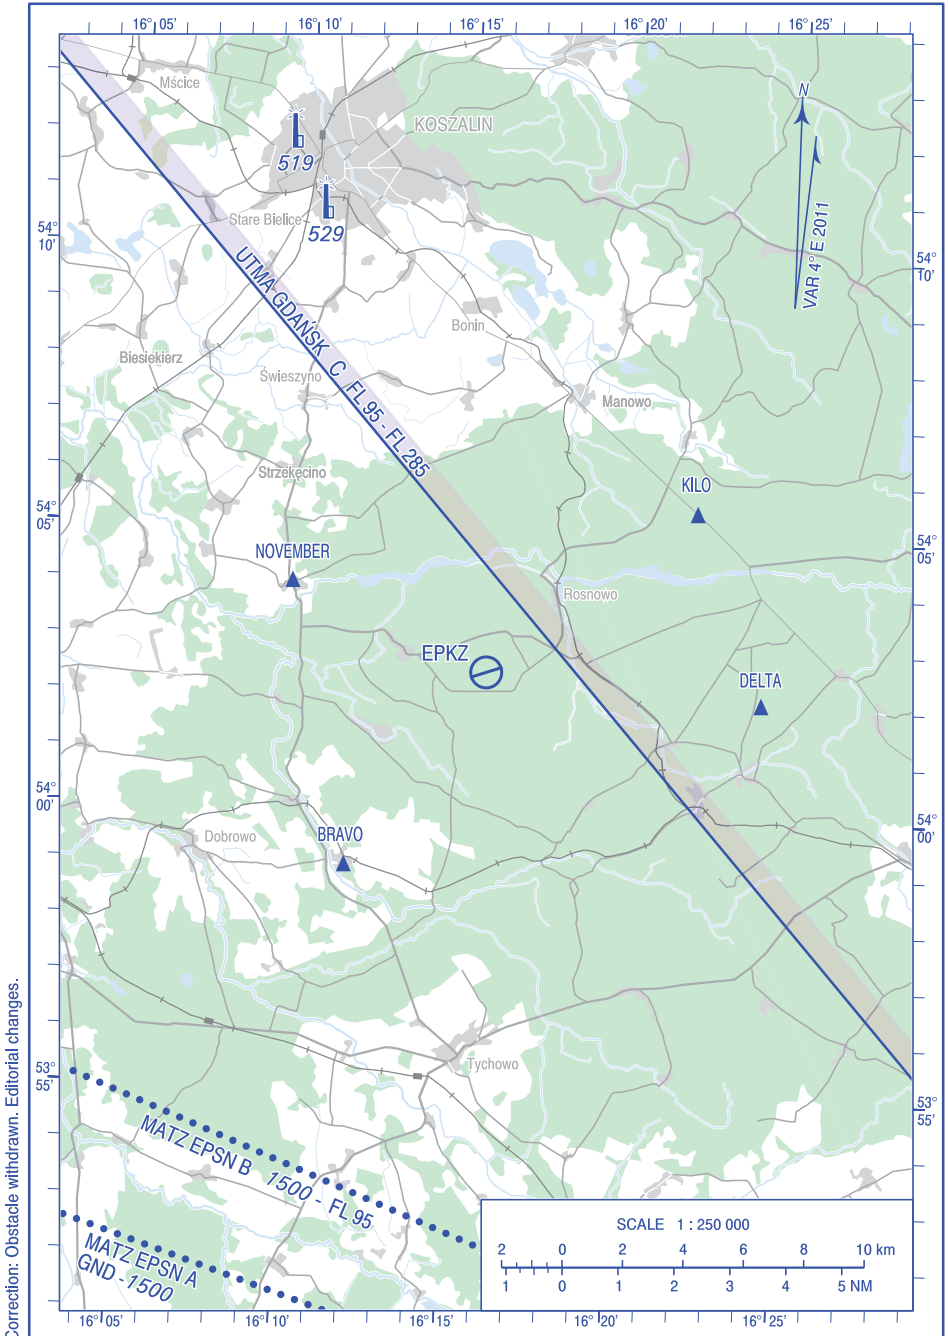 16° 05' 16° 10' 16° 15' 16° 20' 16° 25'
Mścice
N
KOSZALIN
519
Stare Bielice
529
54°
10'
54°
10'
VAR 4° E 2011
UTMA GDAŃSK C FL 95 - FL 285
Bonin
Biesiekierz
Świeszyno
Manowo
Strzekęcino
KILO
54°
05'
54°
05'
NOVEMBER
Rosnowo
EPKZ
DELTA
54°
00'
54°
00'
Dobrowo
BRAVO
Tychowo
53°
55'
53°
55'
MATZ EPSN B 1500 - FL 95
MATZ EPSN A
GND -1500
SCALE 1 : 250 000
2 0 2 4 6 8 10 km
1 0 1 2 3 4 5 NM
16° 05' 16° 10' 16° 15' 16° 20' 16° 25'
Correction: Obstacle withdrawn. Editorial changes.